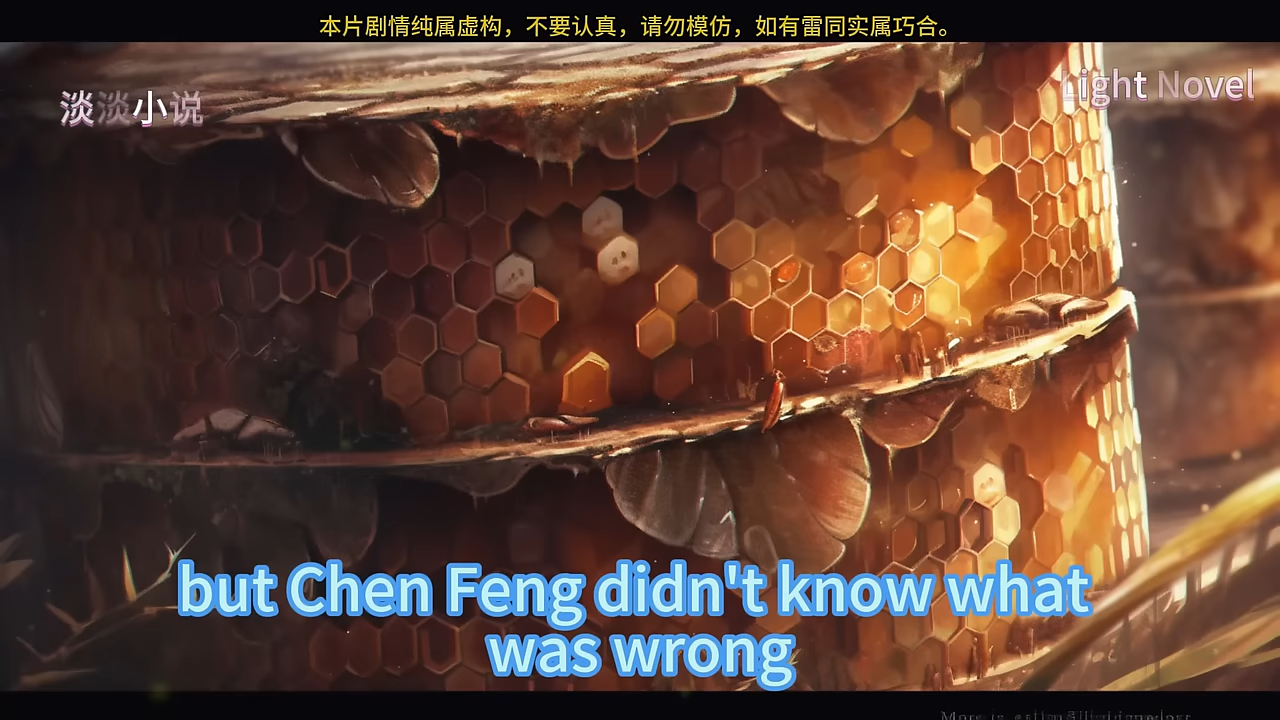 本片剧情纯属虚构，不要认真，请勿模仿，如有雷同实属巧合。
淡淡小说
Light Novel
but Chen Feng didn't know what
was wrong